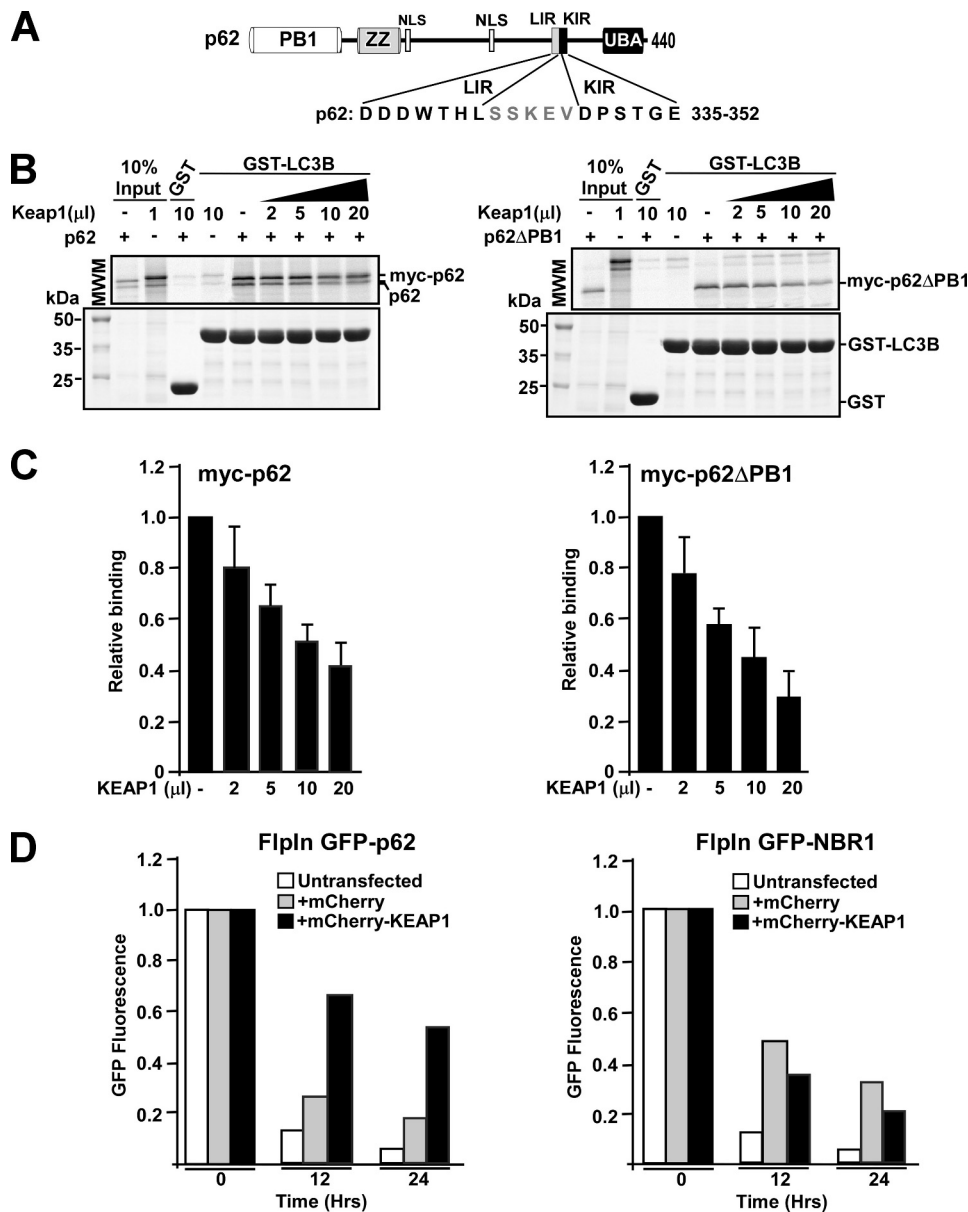 A
p62
PB1
ZZ
NLS
NLS
LIR KIR
UBA
440
LIR
KIR
p62: D D D W T H L S S K E V D P S T G E 335-352
B
10% Input
GST
GST-LC3B
Keap1(µl) - 1 10 10 - 2 5 10 20
p62 + - + - + + + + +
MWM
myc-p62
p62
kDa
50-
35-
25-
10% Input
GST
GST-LC3B
Keap1(µl) - 1 10 10 - 2 5 10 20
p62ΔPB1 + - + - + + + + +
MWM
myc-p62ΔPB1
kDa
50-
35-
25-
GST-LC3B
GST
C
myc-p62
Relative binding
1.2
1.0
0.8
0.6
0.4
0.2
0
KEAP1 (µl) - 2 5 10 20
myc-p62ΔPB1
Relative binding
1.2
1.0
0.8
0.6
0.4
0.2
0
KEAP1 (µl) - 2 5 10 20
D
FlpIn GFP-p62
Untransfected
+mCherry
+mCherry-KEAP1
GFP Fluorescence
1.2
1.0
0.8
0.6
0.4
0.2
0 12 24
Time (Hrs)
FlpIn GFP-NBR1
Untransfected
+mCherry
+mCherry-KEAP1
GFP Fluorescence
1.2
1.0
0.8
0.6
0.4
0.2
0 12 24
Time (Hrs)